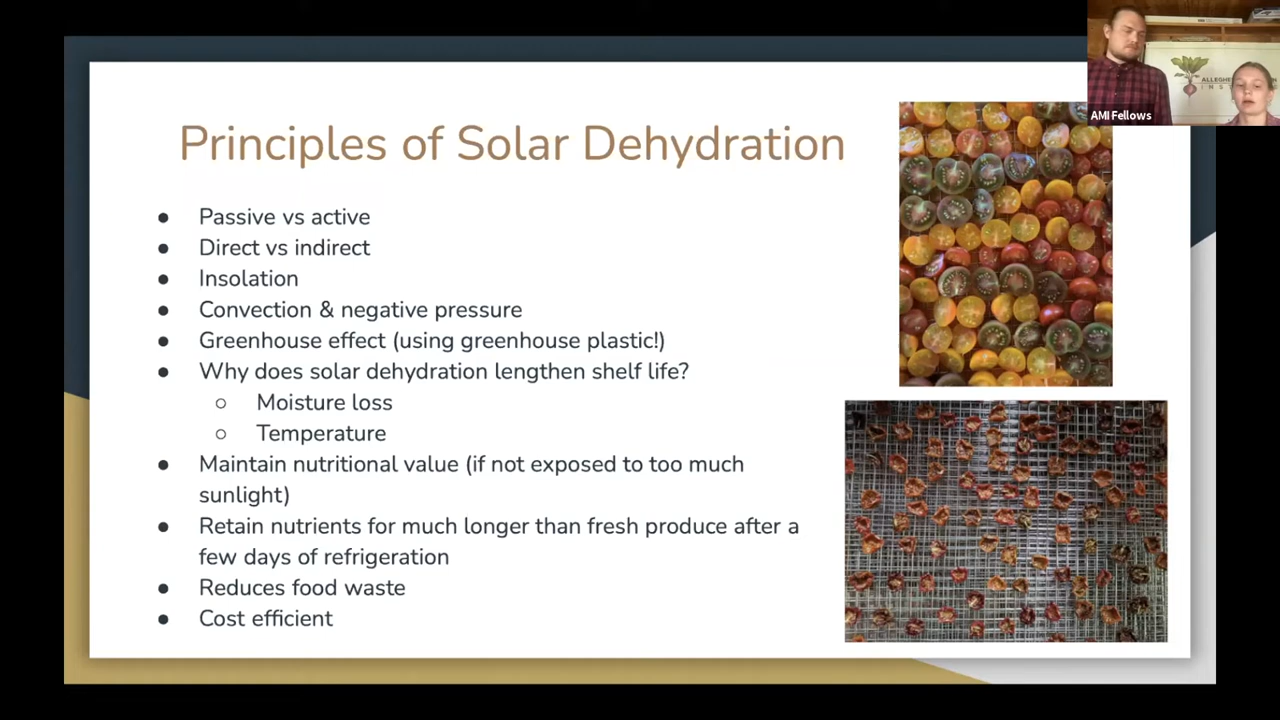 AMI Fellows
Principles of Solar Dehydration
● Passive vs active
● Direct vs indirect
● Insolation
● Convection & negative pressure
● Greenhouse effect (using greenhouse plastic!)
● Why does solar dehydration lengthen shelf life?
○ Moisture loss
○ Temperature
● Maintain nutritional value (if not exposed to too much
sunlight)
● Retain nutrients for much longer than fresh produce after a
few days of refrigeration
● Reduces food waste
● Cost efficient